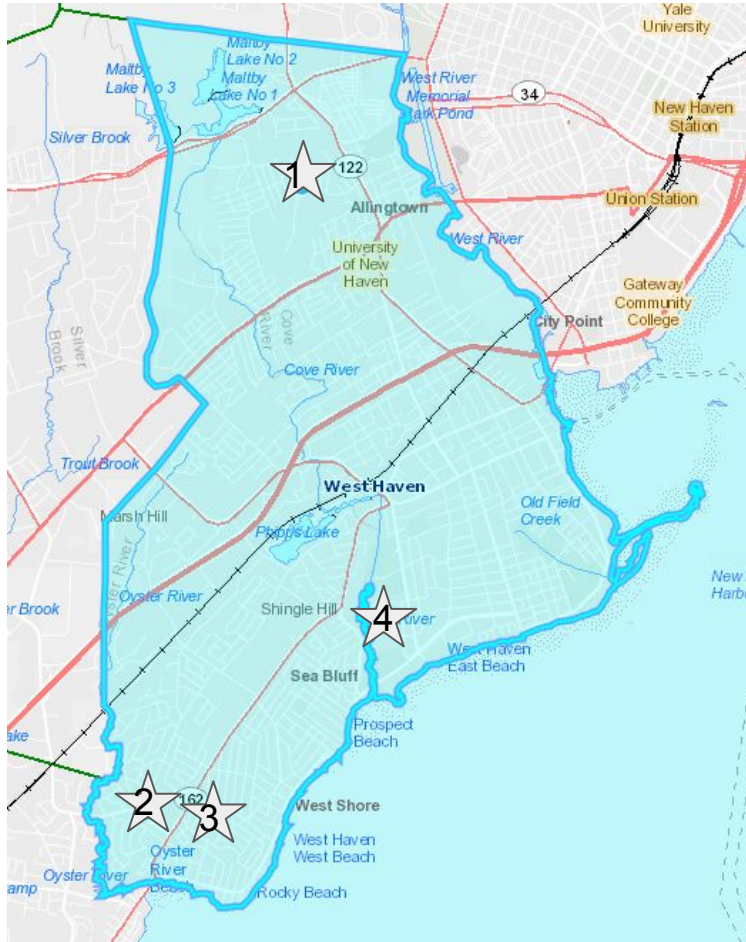 Yale
University
Maltby
Lake No 2
Maltby
Lake No 3
Maltby
Lake No 1
West River
Memorial
Park Pond
34
New Haven
Station
Silver Brook
1
122
Union Station
Allingtown
West River
University
of New
Haven
Gateway
Community
College
Cove
River
Silver
Brook
City Point
Cove River
Trout Brook
West Haven
Old Field
Creek
Marsh Hill
Phipps Lake
Oyster River
Oyster River
New
Harbo
er Brook
Shingle Hill
4
River
West Haven
East Beach
Sea Bluff
Prospect
Beach
ake
2
162
3
West Shore
West Haven
West Beach
Oyster
River
Beach
Oyster River
amp
Rocky Beach